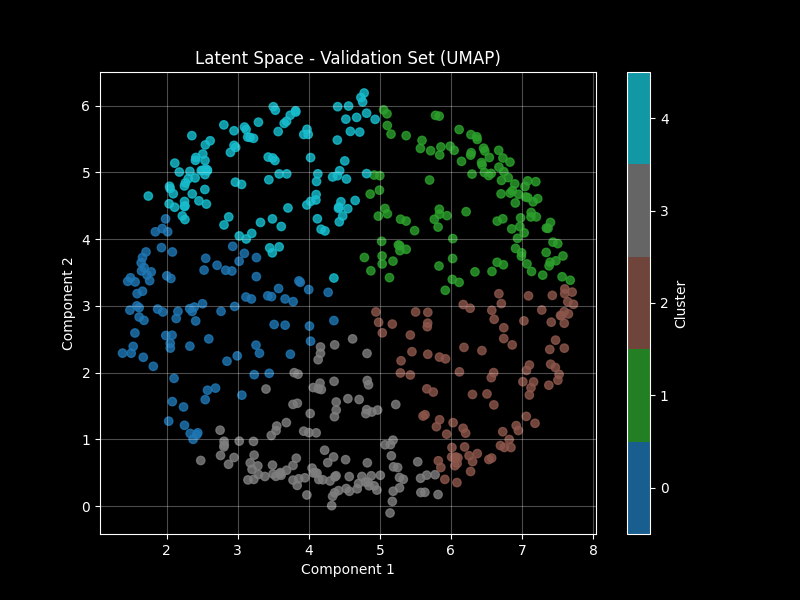 Latent Space - Validation Set (UMAP)
6
5
4
3
2
1
0
Component 2
2 3 4 5 6 7 8
Component 1
4
3
2
1
0
Cluster